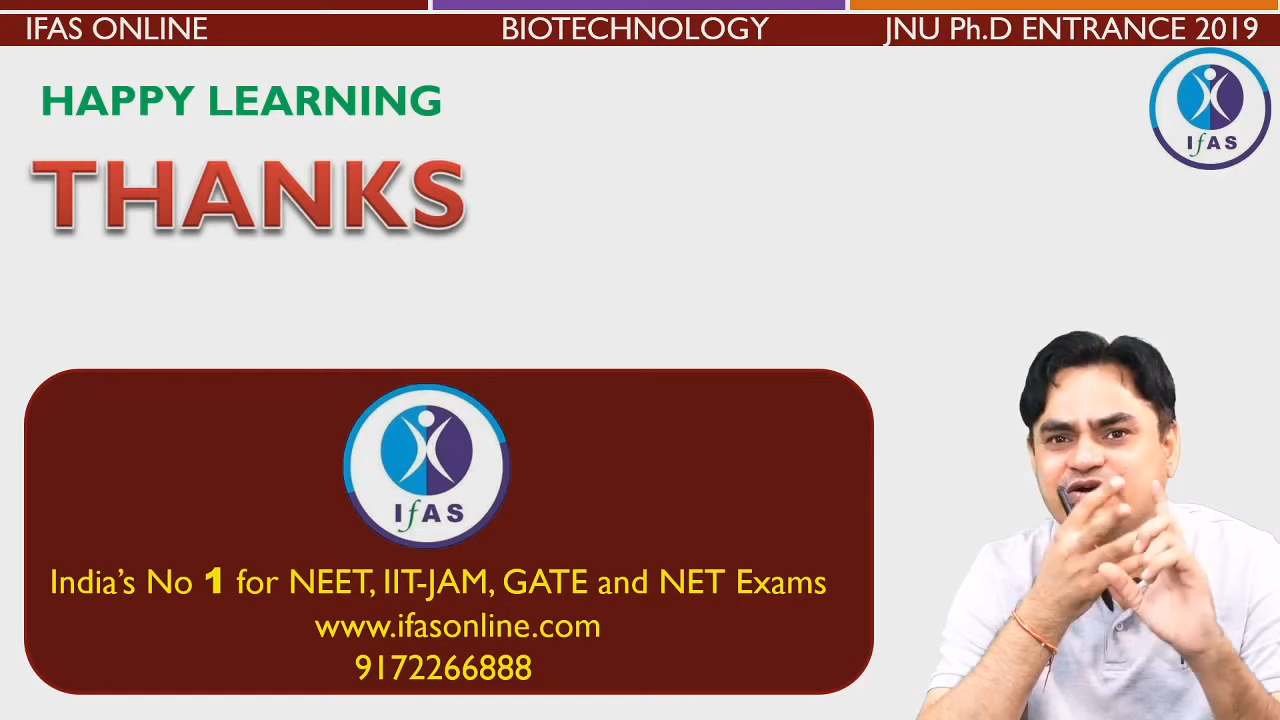 IFAS ONLINE BIOTECHNOLOGY JNU Ph.D ENTRANCE 2019
HAPPY LEARNING
THANKS
IfAS
IfAS
India's No 1 for NEET, IIT-JAM, GATE and NET Exams
www.ifasonline.com
9172266888